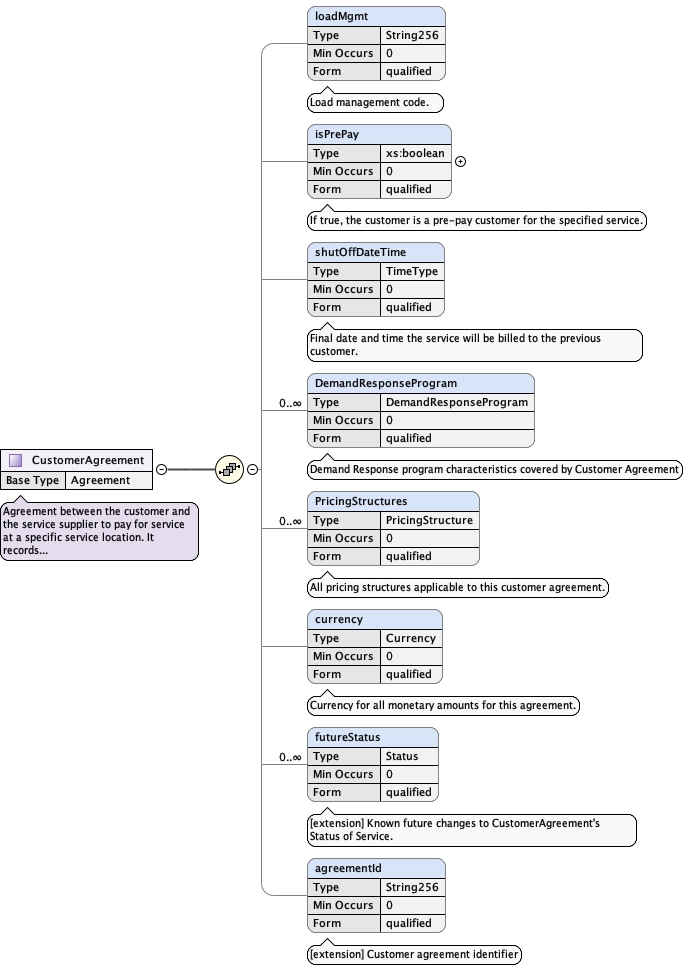 loadMgmt
Type String256
Min Occurs 0
Form qualified
Load management code.
isPrePay
Type xs:boolean
Min Occurs 0
Form qualified
If true, the customer is a pre-pay customer for the specified service.
shutOffDateTime
Type TimeType
Min Occurs 0
Form qualified
Final date and time the service will be billed to the previous
customer.
0..∞
DemandResponseProgram
Type DemandResponseProgram
Min Occurs 0
Form qualified
Demand Response program characteristics covered by Customer Agreement
CustomerAgreement
Base Type Agreement
Agreement between the customer and
the service supplier to pay for service
at a specific service location. It
records...
0..∞
PricingStructures
Type PricingStructure
Min Occurs 0
Form qualified
All pricing structures applicable to this customer agreement.
currency
Type Currency
Min Occurs 0
Form qualified
Currency for all monetary amounts for this agreement.
0..∞
futureStatus
Type Status
Min Occurs 0
Form qualified
[extension] Known future changes to CustomerAgreement's
Status of Service.
agreementId
Type String256
Min Occurs 0
Form qualified
[extension] Customer agreement identifier